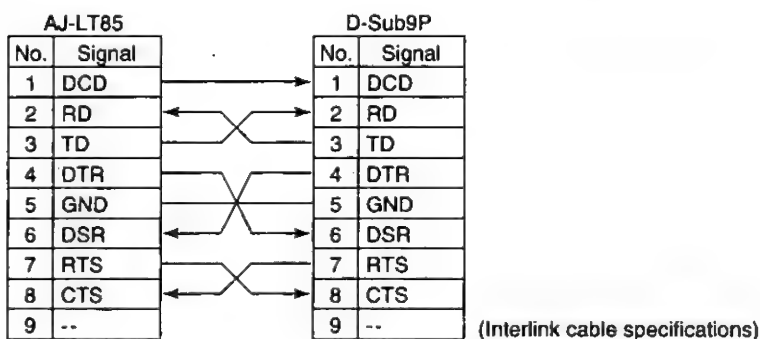 AJ-LT85 D-Sub9P
No. Signal No. Signal
1 DCD 1 DCD
2 RD 2 RD
3 TD 3 TD
4 DTR 4 DTR
5 GND 5 GND
6 DSR 6 DSR
7 RTS 7 RTS
8 CTS 8 CTS
9 -- 9 -- (Interlink cable specifications)